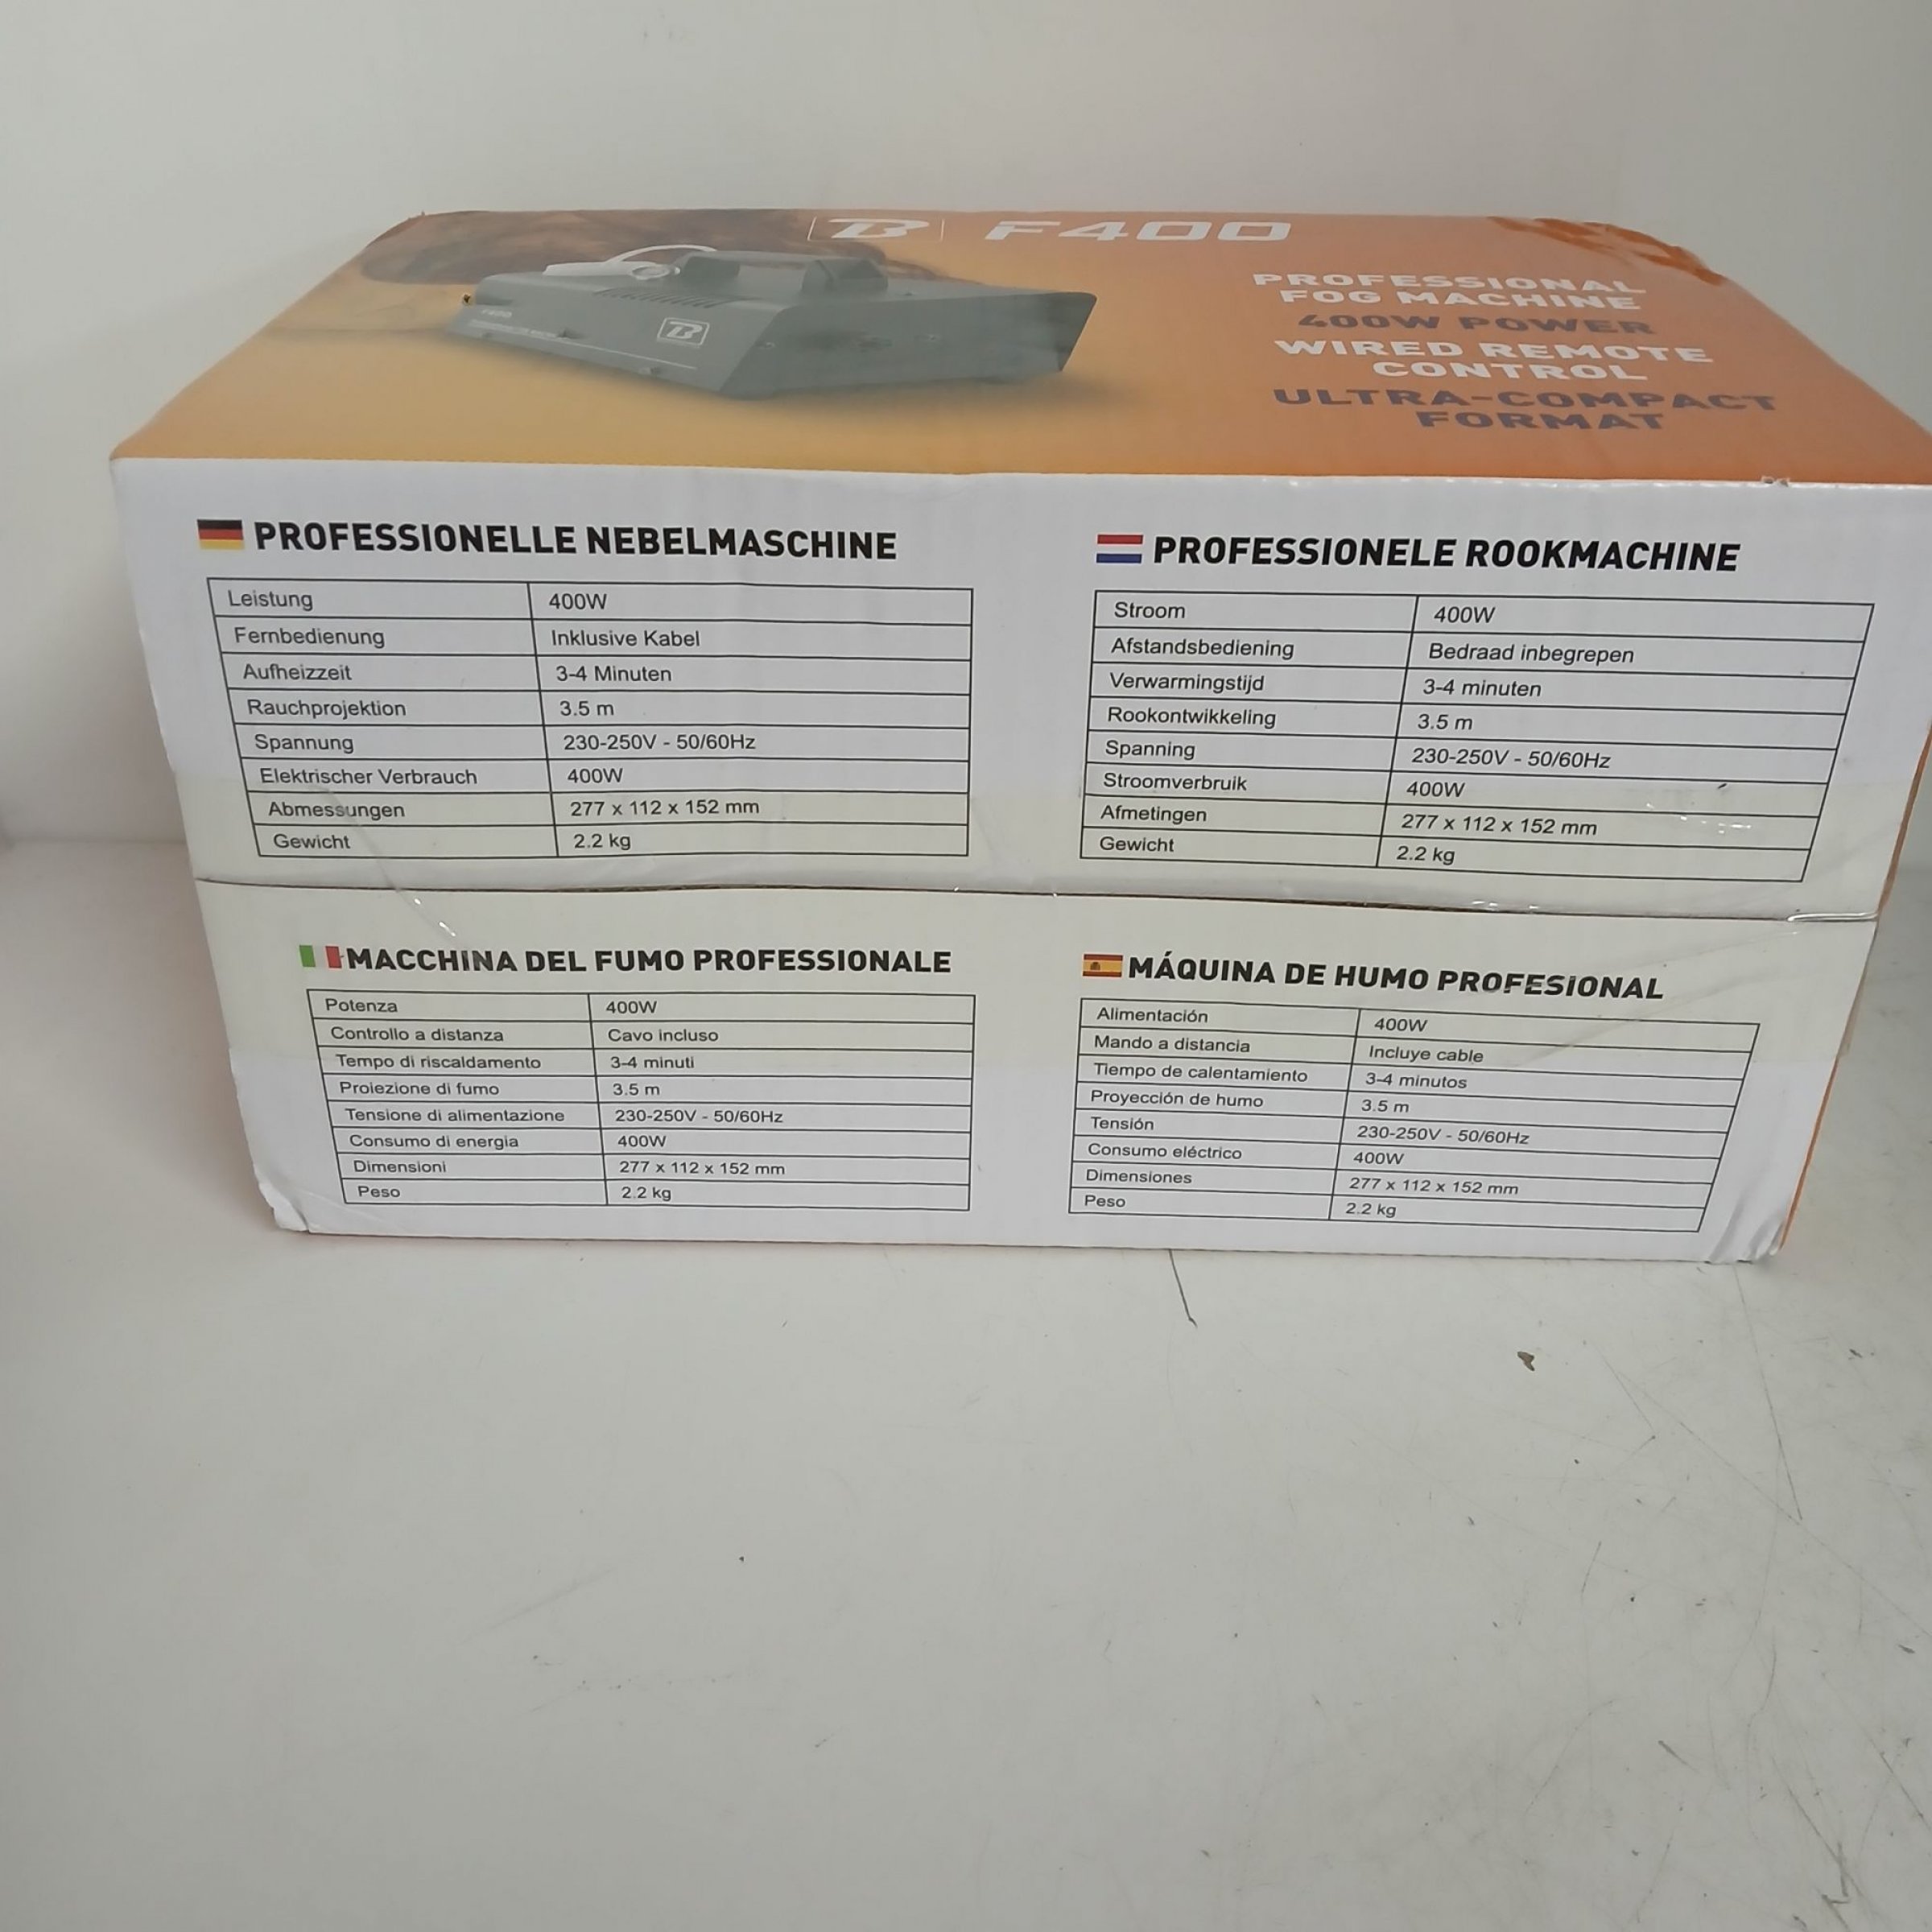 B F400
PROFESSIONAL
FOG MACHINE
400W POWER
WIRED REMOTE
CONTROL
ULTRA-COMPACT
FORMAT
F400
B
PROFESSIONELLE NEBELMASCHINE
Leistung 400W
Fernbedienung Inklusive Kabel
Aufheizzeit 3-4 Minuten
Rauchprojektion 3.5 m
Spannung 230-250V - 50/60Hz
Elektrischer Verbrauch 400W
Abmessungen 277 x 112 x 152 mm
Gewicht 2.2 kg
PROFESSIONELE ROOKMACHINE
Stroom 400W
Afstandsbediening Bedraad inbegrepen
Verwarmingstijd 3-4 minuten
Rookontwikkeling 3.5 m
Spanning 230-250V - 50/60Hz
Stroomverbruik 400W
Afmetingen 277 x 112 x 152 mm
Gewicht 2.2 kg
MACCHINA DEL FUMO PROFESSIONALE
Potenza 400W
Controllo a distanza Cavo incluso
Tempo di riscaldamento 3-4 minuti
Proiezione di fumo 3.5 m
Tensione di alimentazione 230-250V - 50/60Hz
Consumo di energia 400W
Dimensioni 277 x 112 x 152 mm
Peso 2.2 kg
MÁQUINA DE HUMO PROFESIONAL
Alimentación 400W
Mando a distancia Incluye cable
Tiempo de calentamiento 3-4 minutos
Proyección de humo 3.5 m
Tensión 230-250V - 50/60Hz
Consumo eléctrico 400W
Dimensiones 277 x 112 x 152 mm
Peso 2.2 kg